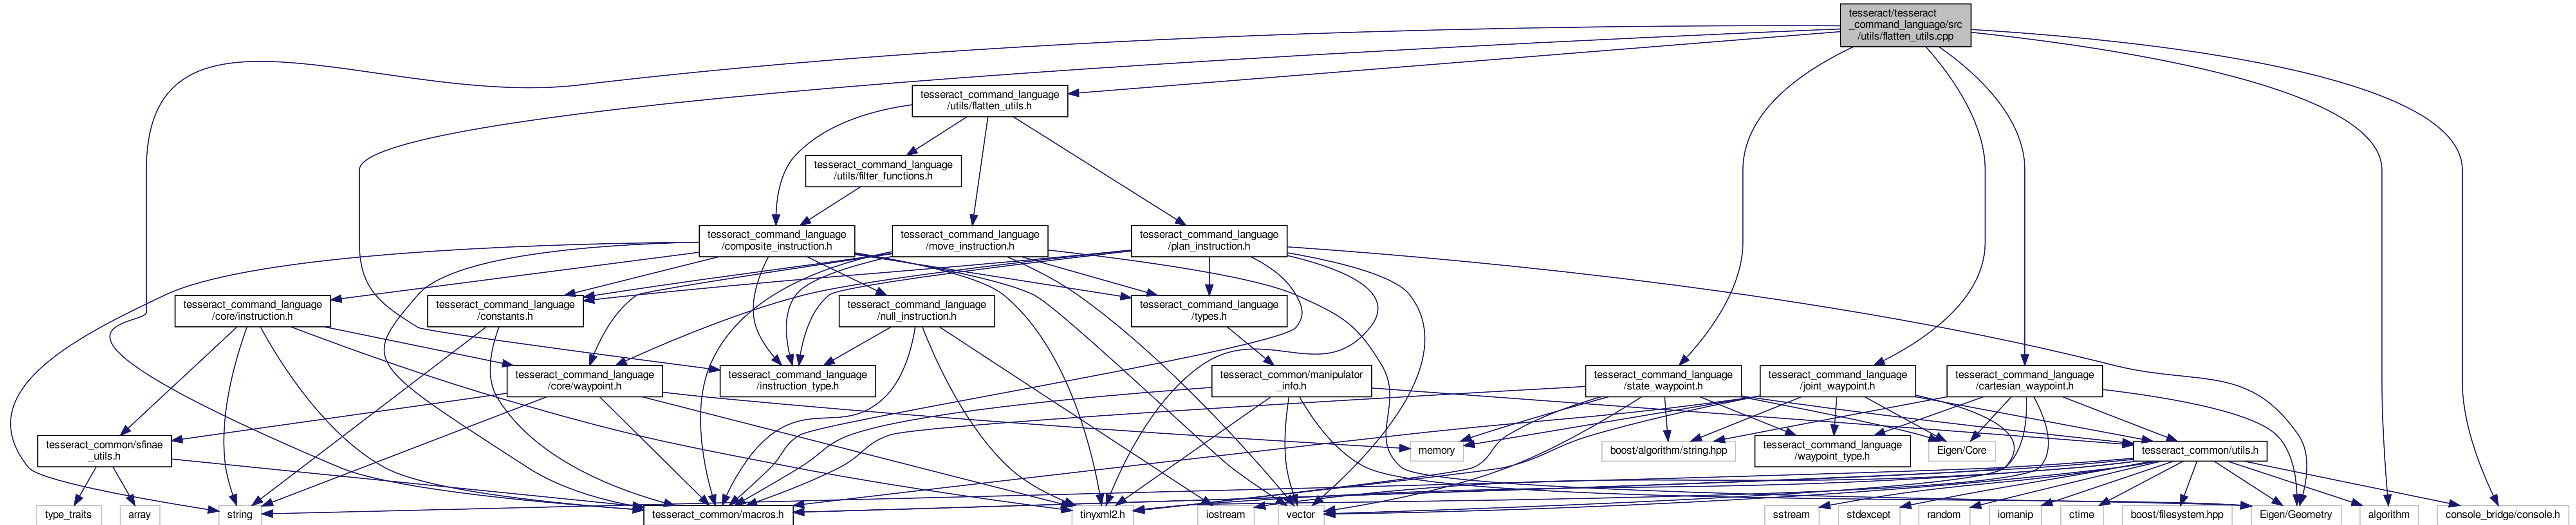 tesseract/tesseract
_command_language/src
/utils/flatten_utils.cpp
tesseract_command_language
/utils/flatten_utils.h
tesseract_command_language
/utils/filter_functions.h
tesseract_command_language
/composite_instruction.h
tesseract_command_language
/move_instruction.h
tesseract_command_language
/plan_instruction.h
tesseract_command_language
/core/instruction.h
tesseract_command_language
/constants.h
tesseract_command_language
/null_instruction.h
tesseract_command_language
/types.h
tesseract_command_language
/core/waypoint.h
tesseract_command_language
/instruction_type.h
tesseract_common/manipulator
_info.h
tesseract_command_language
/state_waypoint.h
tesseract_command_language
/joint_waypoint.h
tesseract_command_language
/cartesian_waypoint.h
tesseract_common/sfinae
_utils.h
memory
boost/algorithm/string.hpp
tesseract_command_language
/waypoint_type.h
Eigen/Core
tesseract_common/utils.h
type_traits
array
string
tesseract_common/macros.h
tinyxml2.h
iostream
vector
sstream
stdexcept
random
iomanip
ctime
boost/filesystem.hpp
Eigen/Geometry
algorithm
console_bridge/console.h